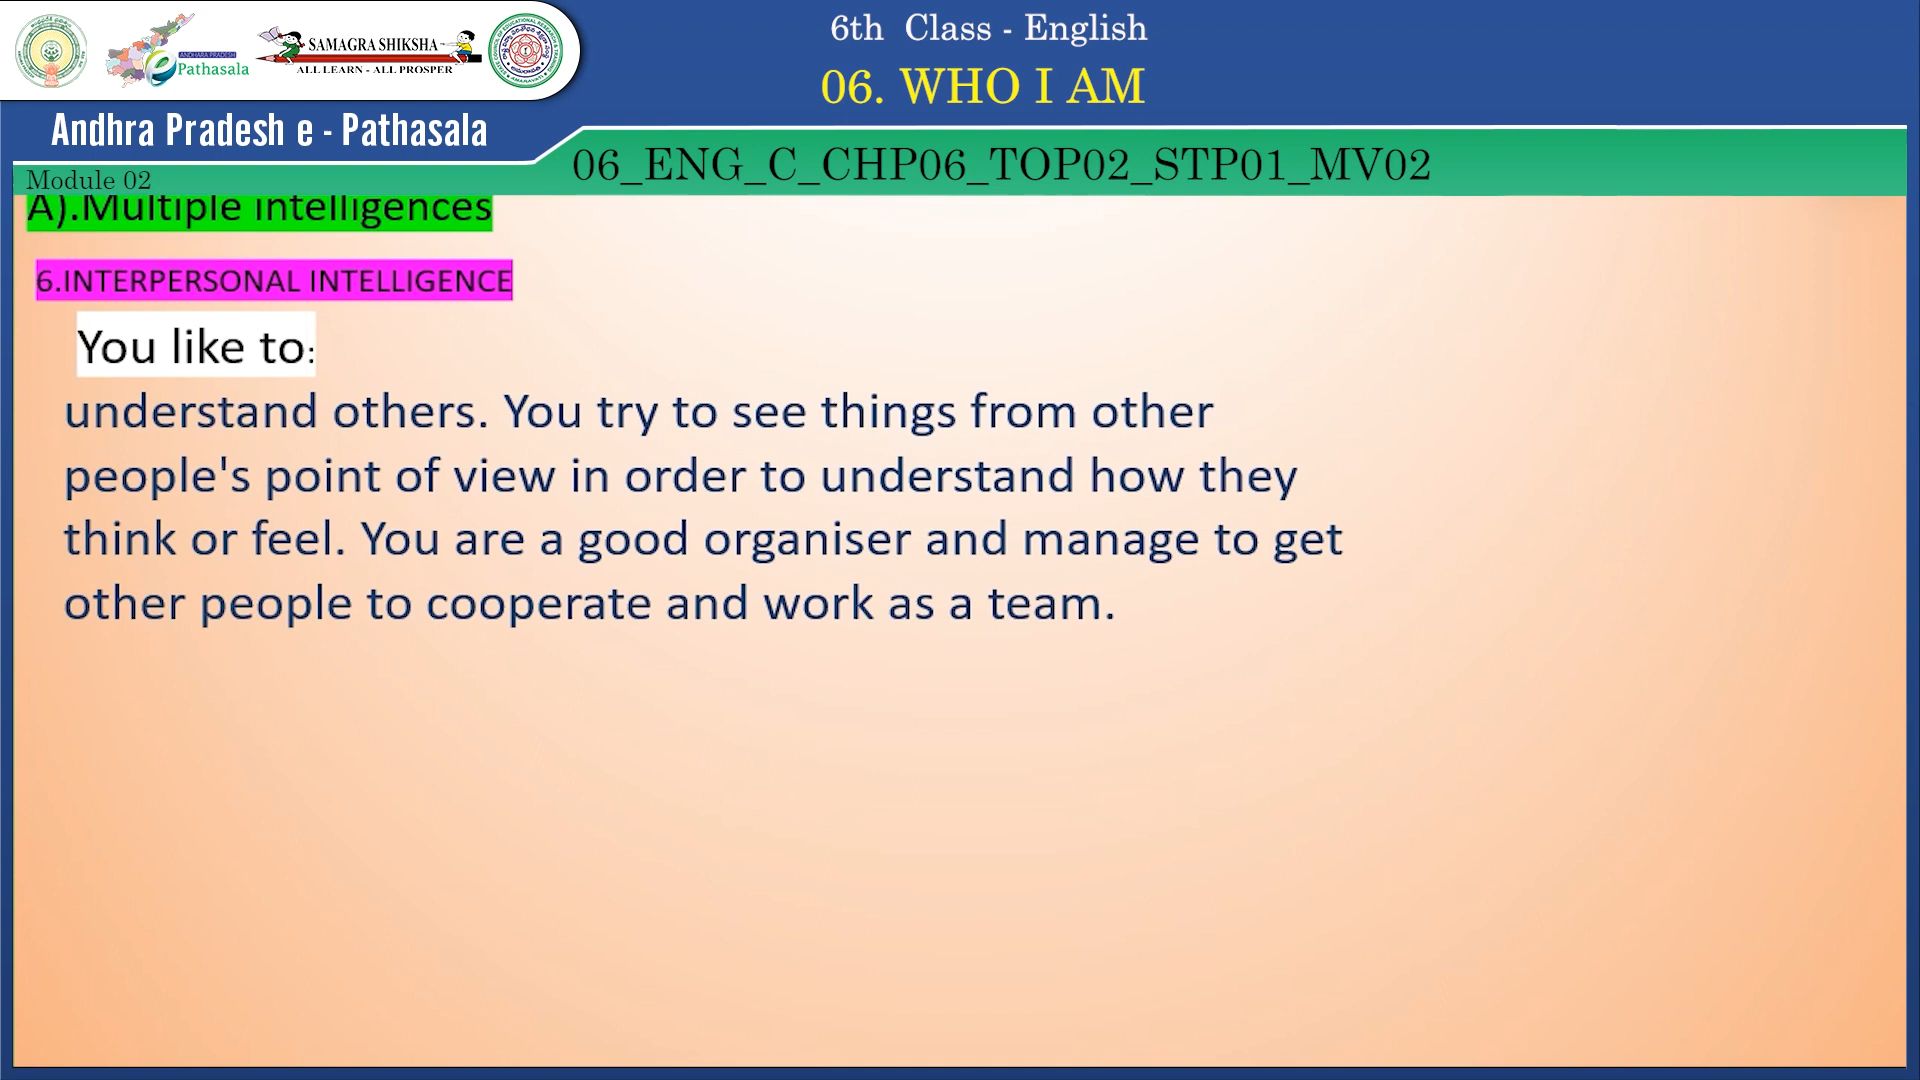 6th Class - English
06. WHO I AM
ANDHRA PRADESH
e Pathasala
SAMAGRA SHIKSHA
ALL LEARN - ALL PROSPER
Andhra Pradesh e - Pathasala
06_ENG_C_CHP06_TOP02_STP01_MV02
Module 02
A).Multiple intelligences
6.INTERPERSONAL INTELLIGENCE
You like to:
understand others. You try to see things from other
people's point of view in order to understand how they
think or feel. You are a good organiser and manage to get
other people to cooperate and work as a team.